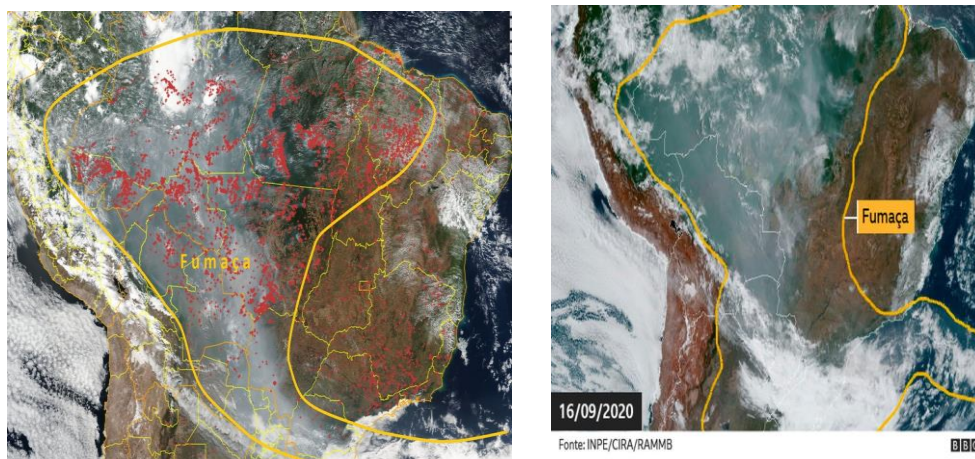 Fumaça
Fumaça
16/09/2020
Fonte: INPE/CIRA/RAMMB
BBC